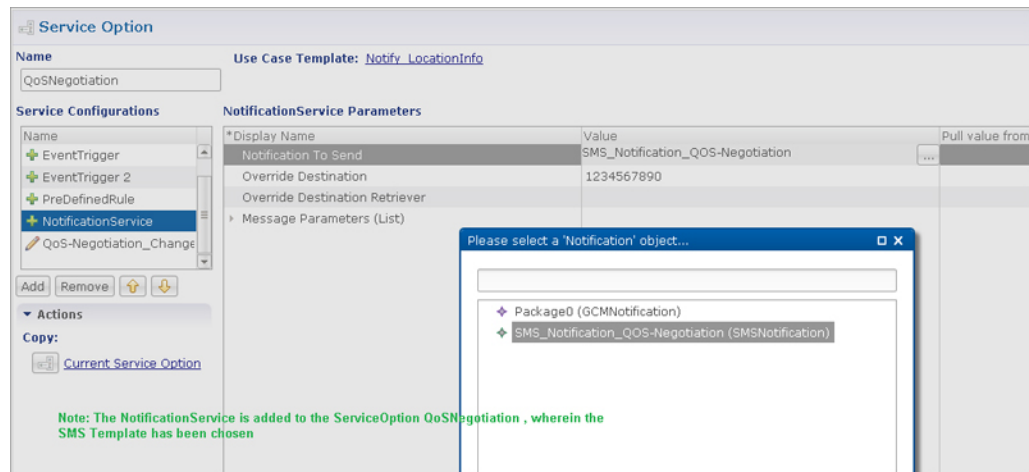 Service Option
Name
Use Case Template: Notify_LocationInfo
QoSNegotiation
Service Configurations
NotificationService Parameters
Name
*Display Name Value Pull value from
EventTrigger
Notification To Send SMS_Notification_QOS-Negotiation ...
EventTrigger 2
Override Destination 1234567890
PreDefinedRule
Override Destination Retriever
NotificationService
Message Parameters (List)
QoS-Negotiation_Change
Please select a 'Notification' object...
Add Remove
Package0 (GCMNotification)
Actions
SMS_Notification_QOS-Negotiation (SMSNotification)
Copy:
Current Service Option
Note: The NotificationService is added to the ServiceOption QoSNegotiation , wherein the
SMS Template has been chosen